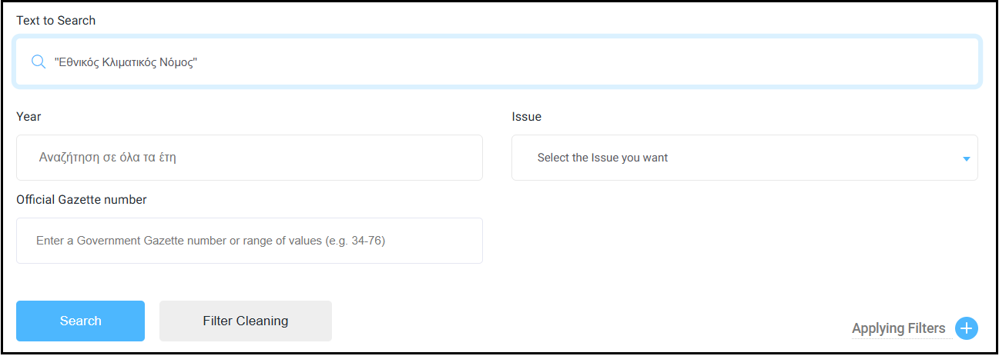 Text to Search
"Εθνικός Κλιματικός Νόμος"
Year
Issue
Αναζήτηση σε όλα τα έτη
Select the Issue you want
Official Gazette number
Enter a Government Gazette number or range of values (e.g. 34-76)
Search
Filter Cleaning
Applying Filters